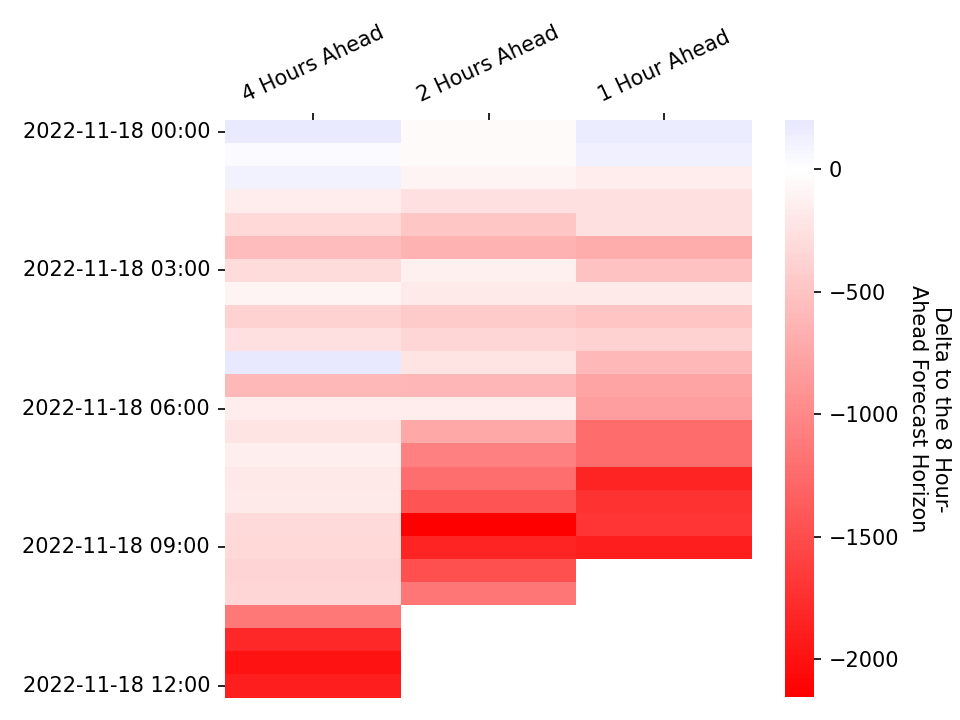 4 Hours Ahead
2 Hours Ahead
1 Hour Ahead
2022-11-18 00:00
2022-11-18 03:00
2022-11-18 06:00
2022-11-18 09:00
2022-11-18 12:00
0
−500
−1000
−1500
−2000
Delta to the 8 Hour-
Ahead Forecast Horizon